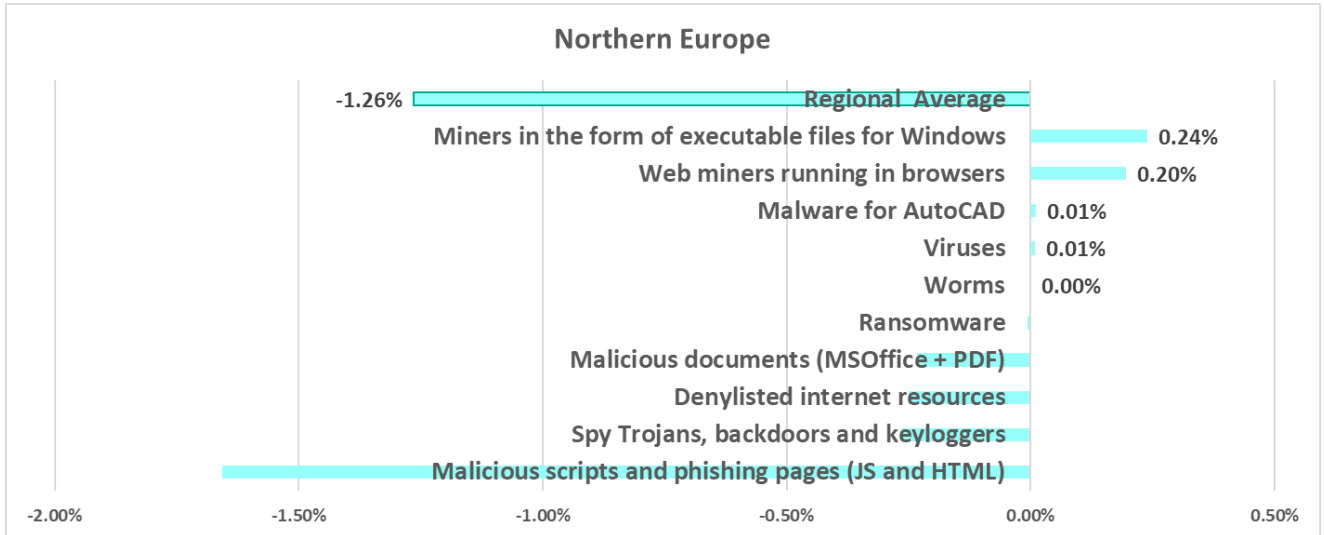 Northern Europe
-1.26% Regional  Average
Miners in the form of executable files for Windows 0.24%
Web miners running in browsers 0.20%
Malware for AutoCAD 0.01%
Viruses 0.01%
Worms 0.00%
Ransomware
Malicious documents (MSOffice + PDF)
Denylisted internet resources
Spy Trojans, backdoors and keyloggers
Malicious scripts and phishing pages (JS and HTML)
-2.00% -1.50% -1.00% -0.50% 0.00% 0.50%